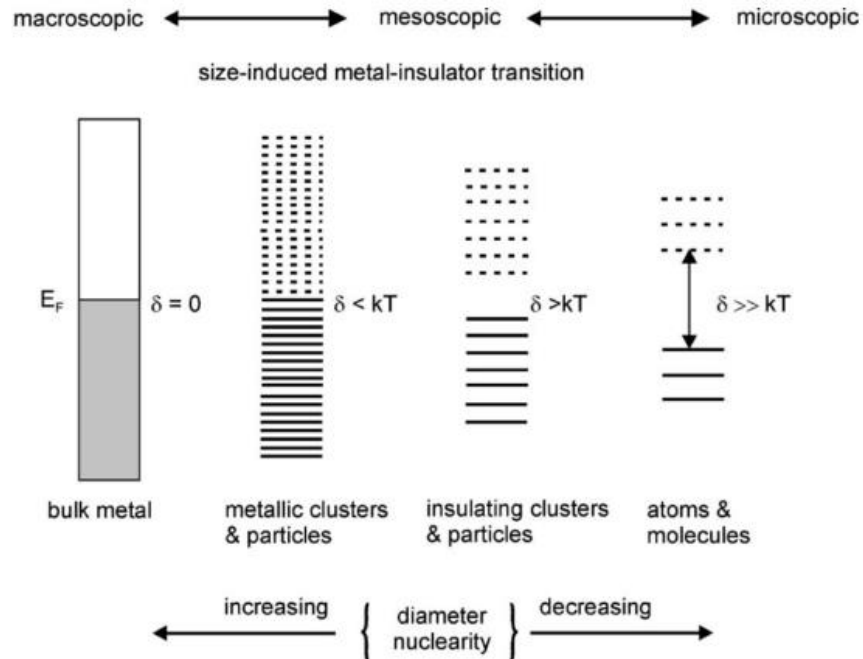 macroscopic mesoscopic microscopic
size-induced metal-insulator transition
E_F δ = 0 δ < kT δ >kT δ >> kT
bulk metal metallic clusters insulating clusters atoms &
& particles & particles molecules
increasing { diameter } decreasing
nuclearity